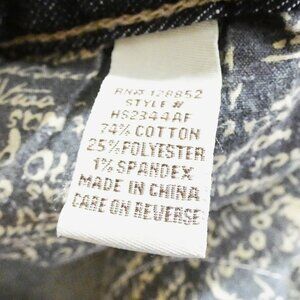 RN# 128852
STYLE #
HS2344AF
74% COTTON
25%POLYESTER
1% SPANDEX
MADE IN CHINA
CARE ON REVERSE